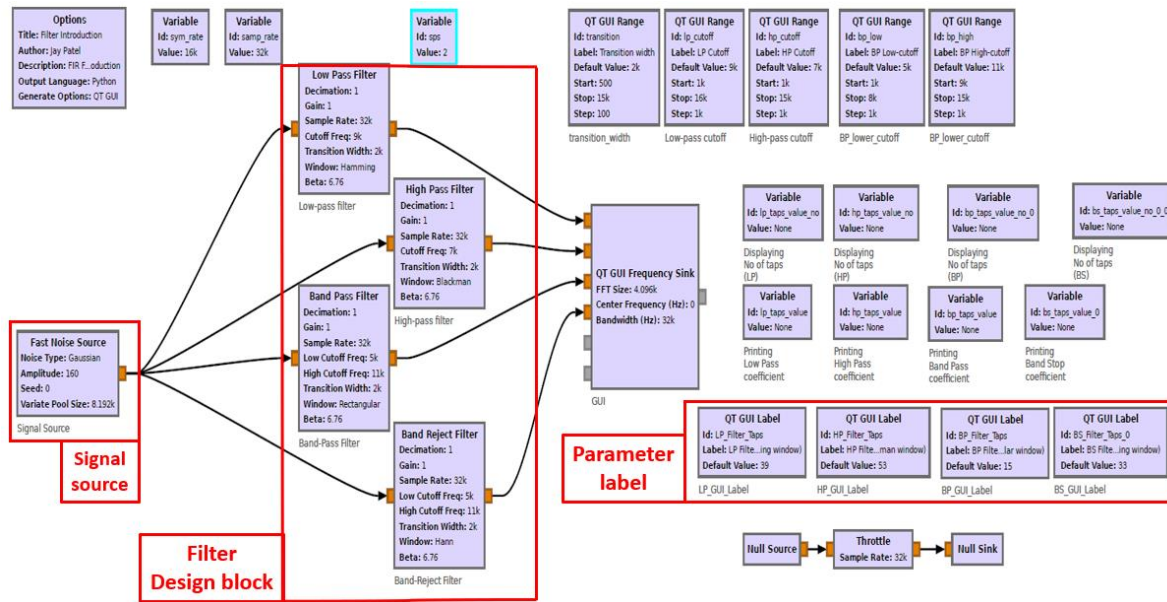 Options
Title: Filter Introduction
Author: Jay Patel
Description: FIR F...oduction
Output Language: Python
Generate Options: QT GUI
Variable
Id: sym_rate
Value: 16k
Variable
Id: samp_rate
Value: 32k
Variable
Id: sps
Value: 2
QT GUI Range
Id: transition
Label: Transition width
Default Value: 2k
Start: 500
Stop: 15k
Step: 100
transition_width
QT GUI Range
Id: lp_cutoff
Label: LP Cutoff
Default Value: 9k
Start: 1k
Stop: 16k
Step: 1k
Low-pass cutoff
QT GUI Range
Id: hp_cutoff
Label: HP Cutoff
Default Value: 7k
Start: 1k
Stop: 15k
Step: 1k
High-pass cutoff
QT GUI Range
Id: bp_low
Label: BP Low-cutoff
Default Value: 5k
Start: 1k
Stop: 8k
Step: 1k
BP_lower_cutoff
QT GUI Range
Id: bp_high
Label: BP High-cutoff
Default Value: 11k
Start: 9k
Stop: 15k
Step: 1k
BP_lower_cutoff
Low Pass Filter
Decimation: 1
Gain: 1
Sample Rate: 32k
Cutoff Freq: 9k
Transition Width: 2k
Window: Hamming
Beta: 6.76
Low-pass filter
High Pass Filter
Decimation: 1
Gain: 1
Sample Rate: 32k
Cutoff Freq: 7k
Transition Width: 2k
Window: Blackman
Beta: 6.76
High-pass filter
Band Pass Filter
Decimation: 1
Gain: 1
Sample Rate: 32k
Low Cutoff Freq: 5k
High Cutoff Freq: 11k
Transition Width: 2k
Window: Rectangular
Beta: 6.76
Band-Pass Filter
Band Reject Filter
Decimation: 1
Gain: 1
Sample Rate: 32k
Low Cutoff Freq: 5k
High Cutoff Freq: 11k
Transition Width: 2k
Window: Hann
Beta: 6.76
Band-Reject Filter
Fast Noise Source
Noise Type: Gaussian
Amplitude: 160
Seed: 0
Variate Pool Size: 8.192k
Signal Source
Signal
source
Filter
Design block
QT GUI Frequency Sink
FFT Size: 4.096k
Center Frequency (Hz): 0
Bandwidth (Hz): 32k
GUI
Variable
Id: lp_taps_value_no
Value: None
Displaying
No of taps
(LP)
Variable
Id: hp_taps_value_no
Value: None
Displaying
No of taps
(HP)
Variable
Id: bp_taps_value_no_0
Value: None
Displaying
No of taps
(BP)
Variable
Id: bs_taps_value_no_0_0
Value: None
Displaying
No of taps
(BS)
Variable
Id: lp_taps_value
Value: None
Printing
Low Pass
coefficient
Variable
Id: hp_taps_value
Value: None
Printing
High Pass
coefficient
Variable
Id: bp_taps_value
Value: None
Printing
Band Pass
coefficient
Variable
Id: bs_taps_value_0
Value: None
Printing
Band Stop
coefficient
Parameter
label
QT GUI Label
Id: LP_Filter_Taps
Label: LP Filte...ing window)
Default Value: 39
LP_GUI_Label
QT GUI Label
Id: HP_Filter_Taps
Label: HP Filte...man window)
Default Value: 53
HP_GUI_Label
QT GUI Label
Id: BP_Filter_Taps
Label: BP Filte...lar window)
Default Value: 15
BP_GUI_Label
QT GUI Label
Id: BS_Filter_Taps_0
Label: BS Filte...ing window)
Default Value: 33
BS_GUI_Label
Null Source
Throttle
Sample Rate: 32k
Null Sink